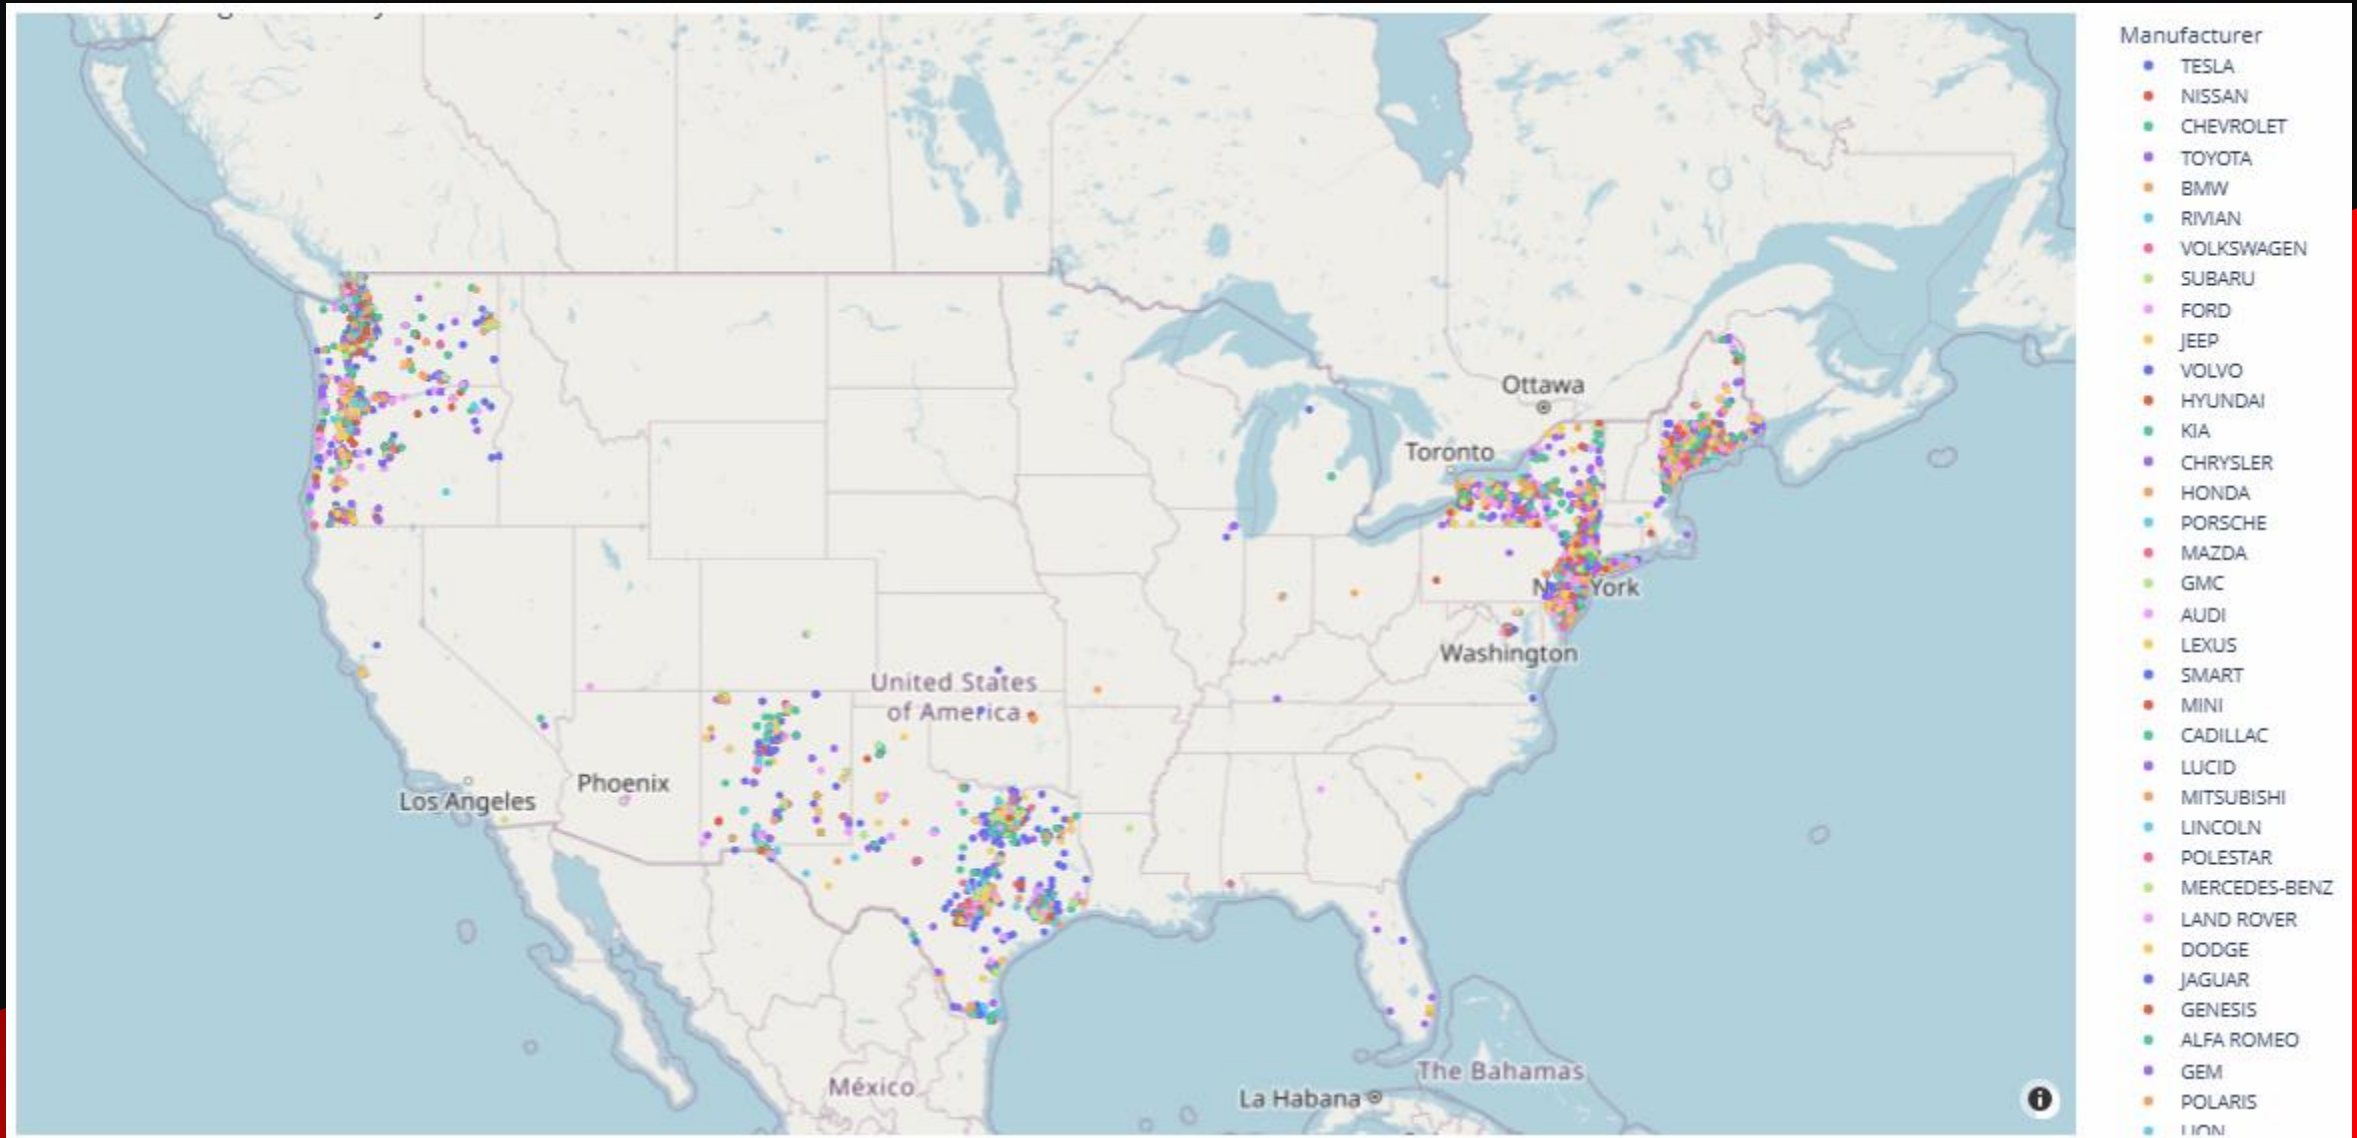 Manufacturer
TESLA
NISSAN
CHEVROLET
TOYOTA
BMW
RIVIAN
VOLKSWAGEN
SUBARU
FORD
JEEP
VOLVO
HYUNDAI
KIA
CHRYSLER
HONDA
PORSCHE
MAZDA
GMC
AUDI
LEXUS
SMART
MINI
CADILLAC
LUCID
MITSUBISHI
LINCOLN
POLESTAR
MERCEDES-BENZ
LAND ROVER
DODGE
JAGUAR
GENESIS
ALFA ROMEO
GEM
POLARIS
Ottawa
Toronto
New York
Washington
United States
of America
Phoenix
Los Angeles
México
La Habana
The Bahamas
i